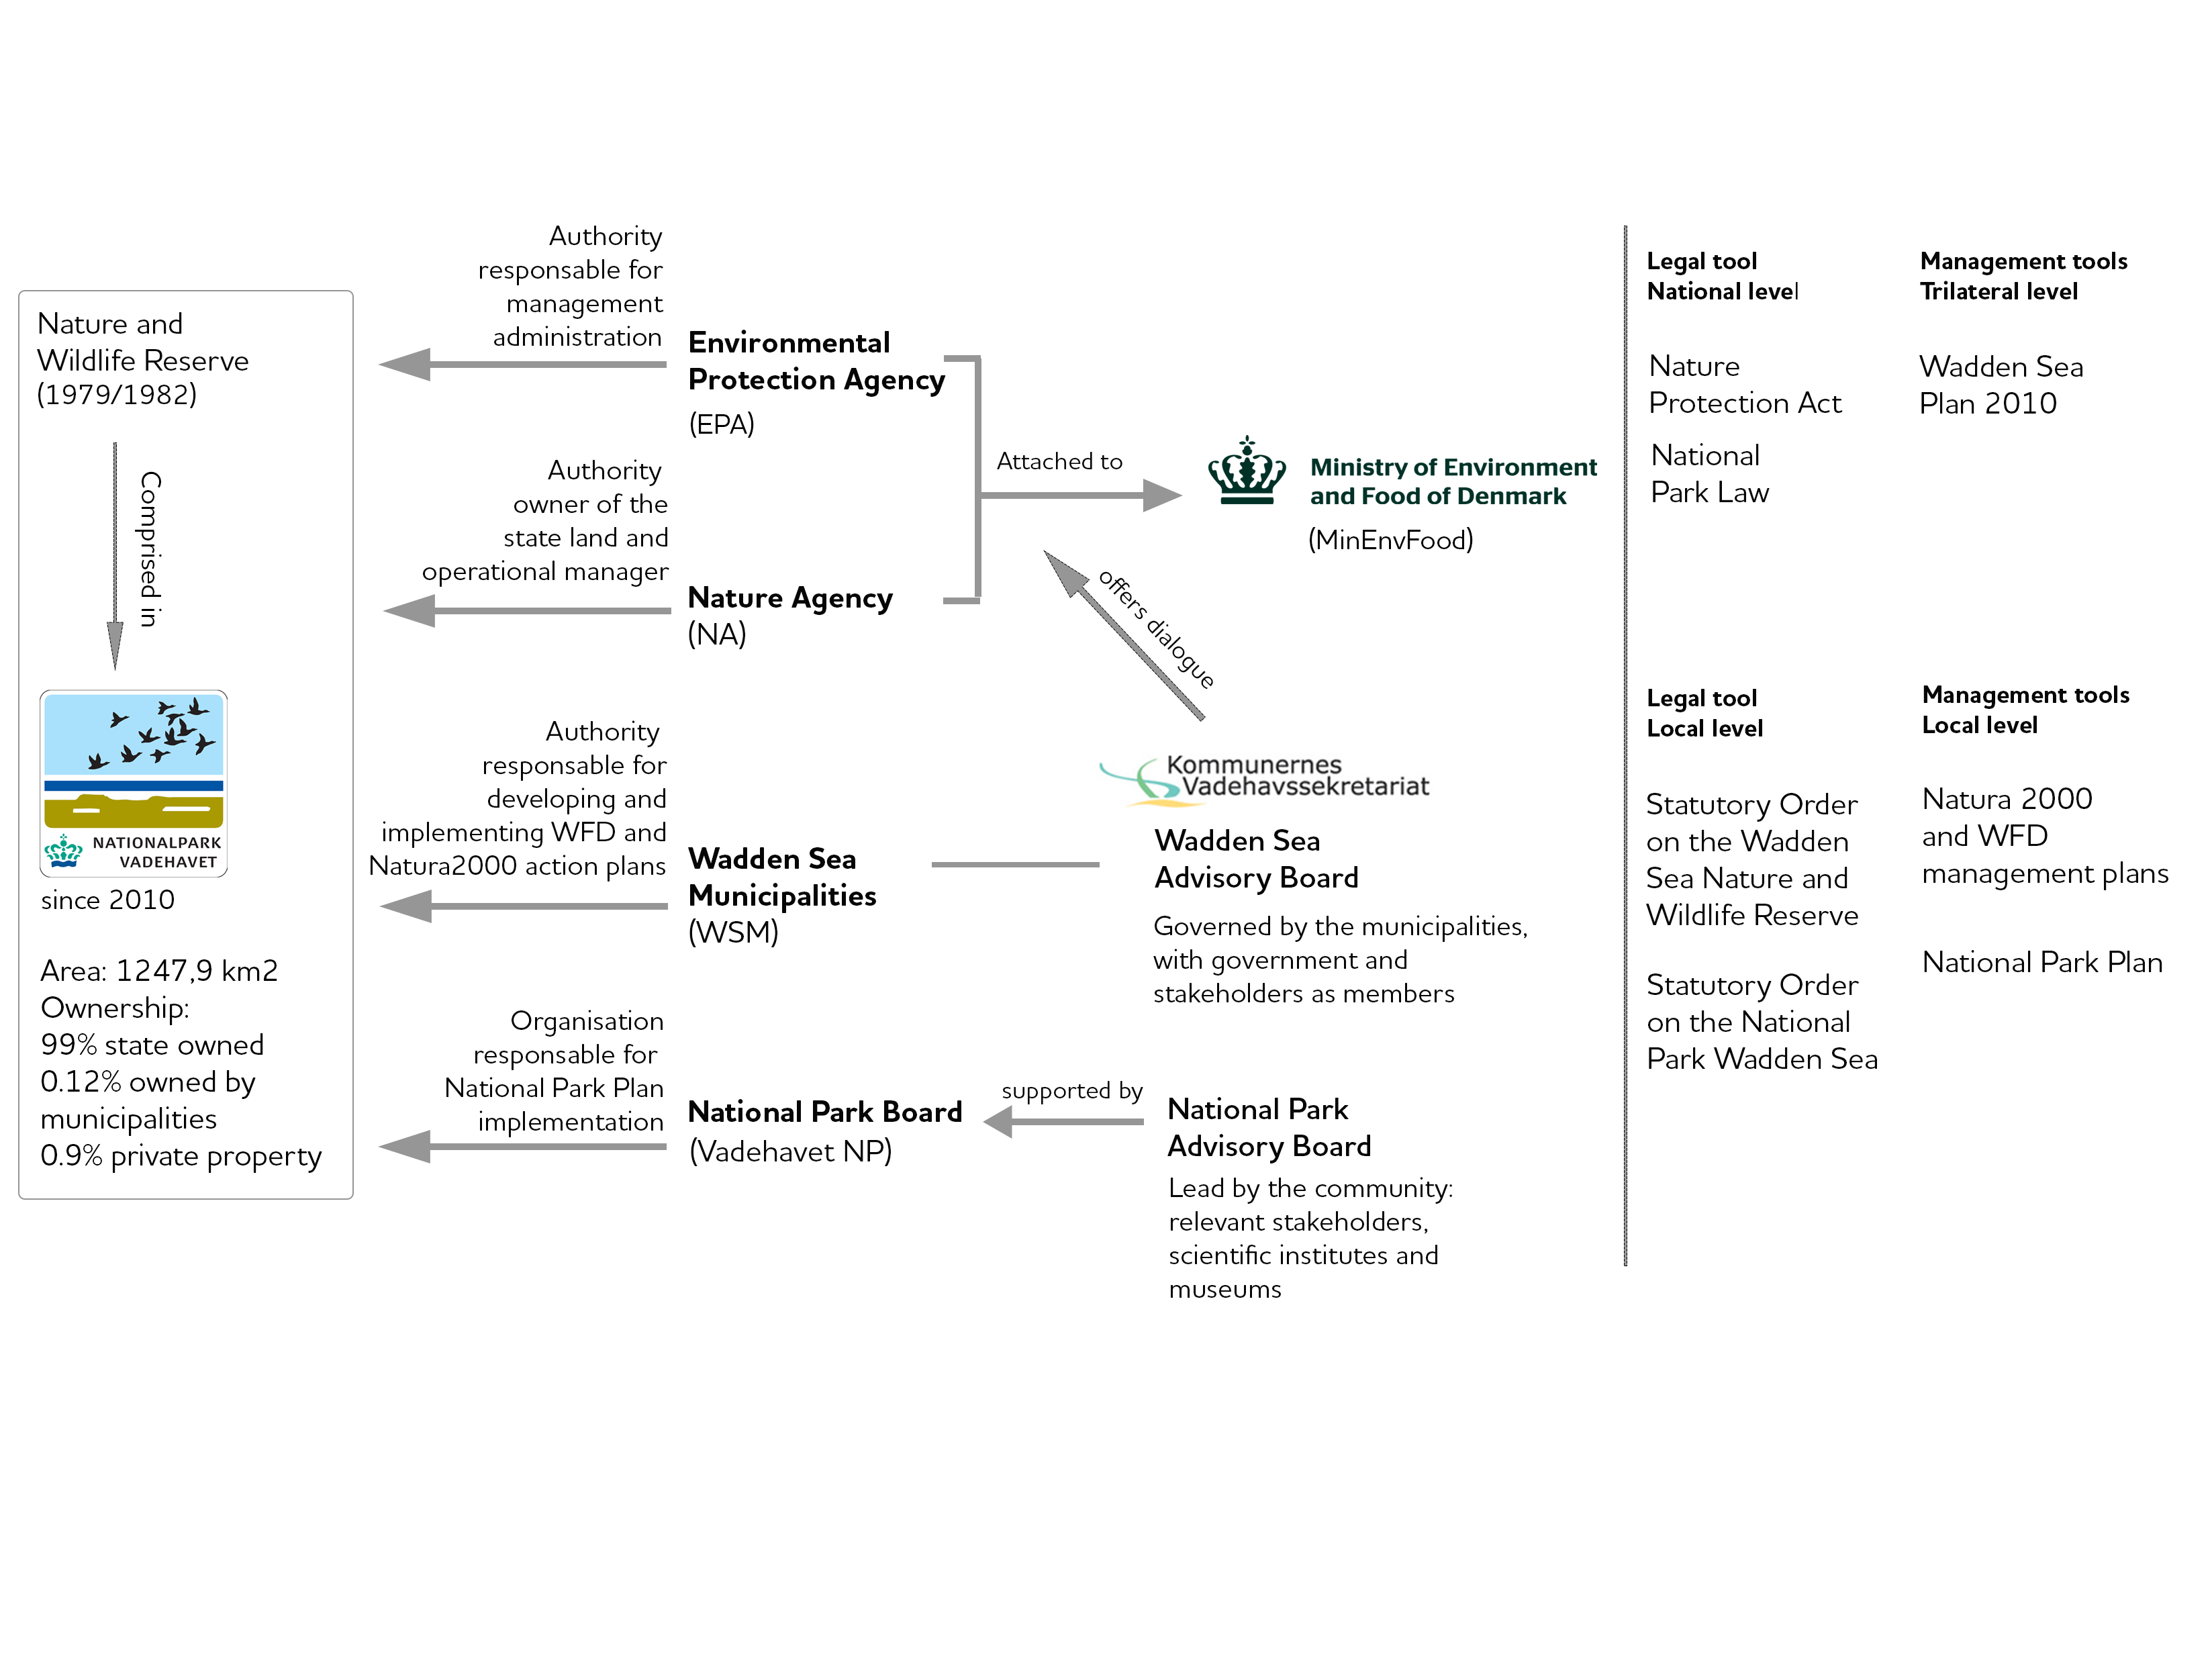 Nature and
Wildlife Reserve
(1979/1982)
Comprised in
NATIONALPARK
VADEHAVET
since 2010
Area: 1247,9 km2
Ownership:
99% state owned
0.12% owned by
municipalities
0.9% private property
Authority
responsable for
management
administration
Environmental
Protection Agency
(EPA)
Authority
owner of the
state land and
operational manager
Nature Agency
(NA)
Authority
responsable for
developing and
implementing WFD and
Natura2000 action plans
Wadden Sea
Municipalities
(WSM)
Organisation
responsable for
National Park Plan
implementation
National Park Board
(Vadehavet NP)
Attached to
Ministry of Environment
and Food of Denmark
(MinEnvFood)
offers dialogue
Kommunernes
Vadehavssekretariat
Wadden Sea
Advisory Board
Governed by the municipalities,
with government and
stakeholders as members
supported by
National Park
Advisory Board
Lead by the community:
relevant stakeholders,
scientific institutes and
museums
Legal tool
National level
Nature
Protection Act
National
Park Law
Management tools
Trilateral level
Wadden Sea
Plan 2010
Legal tool
Local level
Statutory Order
on the Wadden
Sea Nature and
Wildlife Reserve
Statutory Order
on the National
Park Wadden Sea
Management tools
Local level
Natura 2000
and WFD
management plans
National Park Plan